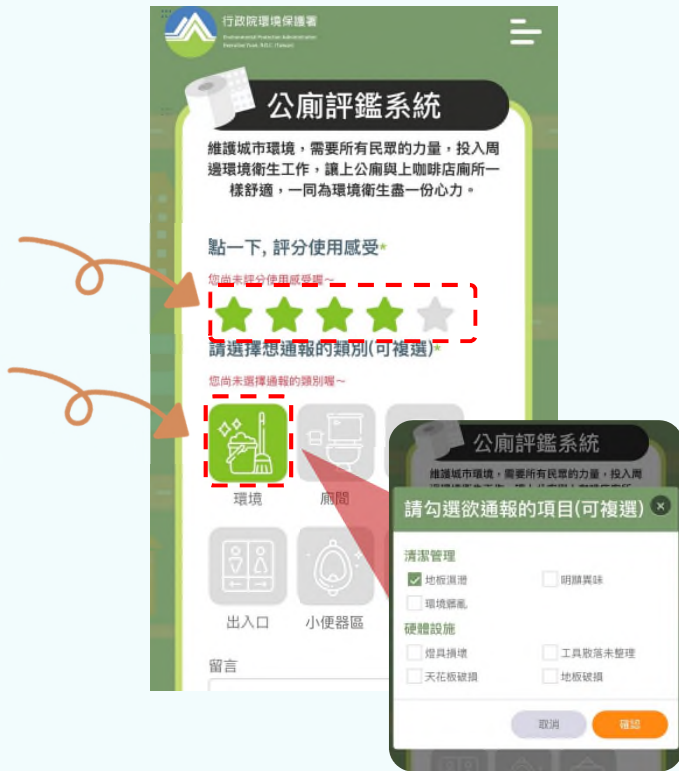 行政院環境保護署
Environmental Protection Administration
Executive Yuan, R.O.C. (Taiwan)
公廁評鑑系統
維護城市環境，需要所有民眾的力量，投入周
邊環境衛生工作，讓上公廁與上咖啡店廁所一
樣舒適，一同為環境衛生盡一份心力。
點一下, 評分使用感受*
您尚未評分使用感受喔～
請選擇想通報的類別(可複選)*
您尚未選擇通報的類別喔～
環境
廁間
出入口
小便器區
留言
公廁評鑑系統
維護城市環境，需要所有民眾的力量，投入周
請勾選欲通報的項目(可複選)
清潔管理
地板濕滑
明顯異味
環境髒亂
硬體設施
燈具損壞
工具散落未整理
天花板破損
地板破損
取消
確認